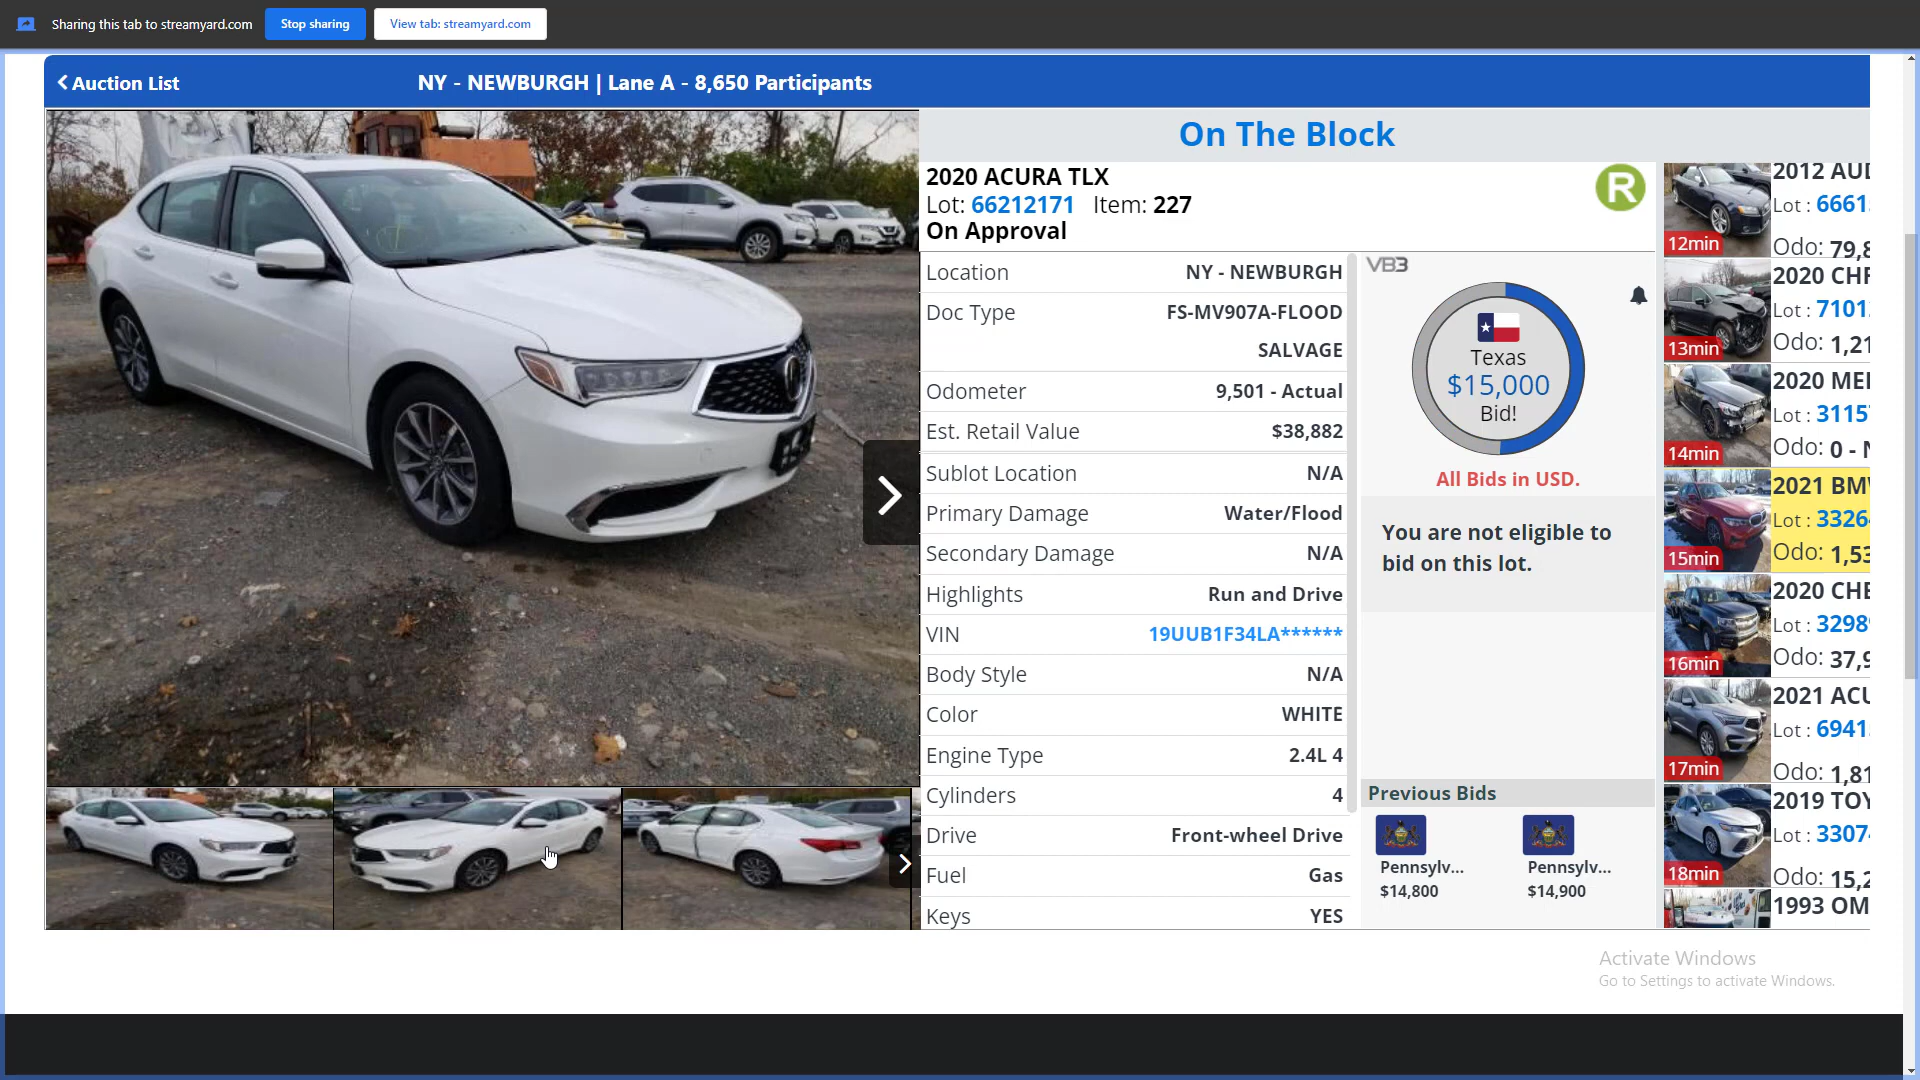 Sharing this tab to streamyard.com
Stop sharing
View tab: streamyard.com
Auction List
NY - NEWBURGH | Lane A - 8,650 Participants
On The Block
2020 ACURA TLX
Lot: 66212171 Item: 227
On Approval
R
Location NY - NEWBURGH
Doc Type FS-MV907A-FLOOD
SALVAGE
Odometer 9,501 - Actual
Est. Retail Value $38,882
Sublot Location N/A
Primary Damage Water/Flood
Secondary Damage N/A
Highlights Run and Drive
VIN 19UUB1F34LA******
Body Style N/A
Color WHITE
Engine Type 2.4L 4
Cylinders 4
Drive Front-wheel Drive
Fuel Gas
Keys YES
VB3
Texas
$15,000
Bid!
All Bids in USD.
You are not eligible to
bid on this lot.
Previous Bids
Pennsylv...
$14,800
Pennsylv...
$14,900
2012 AUD
Lot : 6661
12min
Odo: 79,8
2020 CHR
Lot : 7101
13min
Odo: 1,21
2020 MER
Lot : 3115
14min
Odo: 0 - N
2021 BMW
Lot : 3326
15min
Odo: 1,53
2020 CHE
Lot : 3298
16min
Odo: 37,9
2021 ACU
Lot : 6941
17min
Odo: 1,81
2019 TOY
Lot : 3307
18min
Odo: 15,2
1993 OM
Activate Windows
Go to Settings to activate Windows.